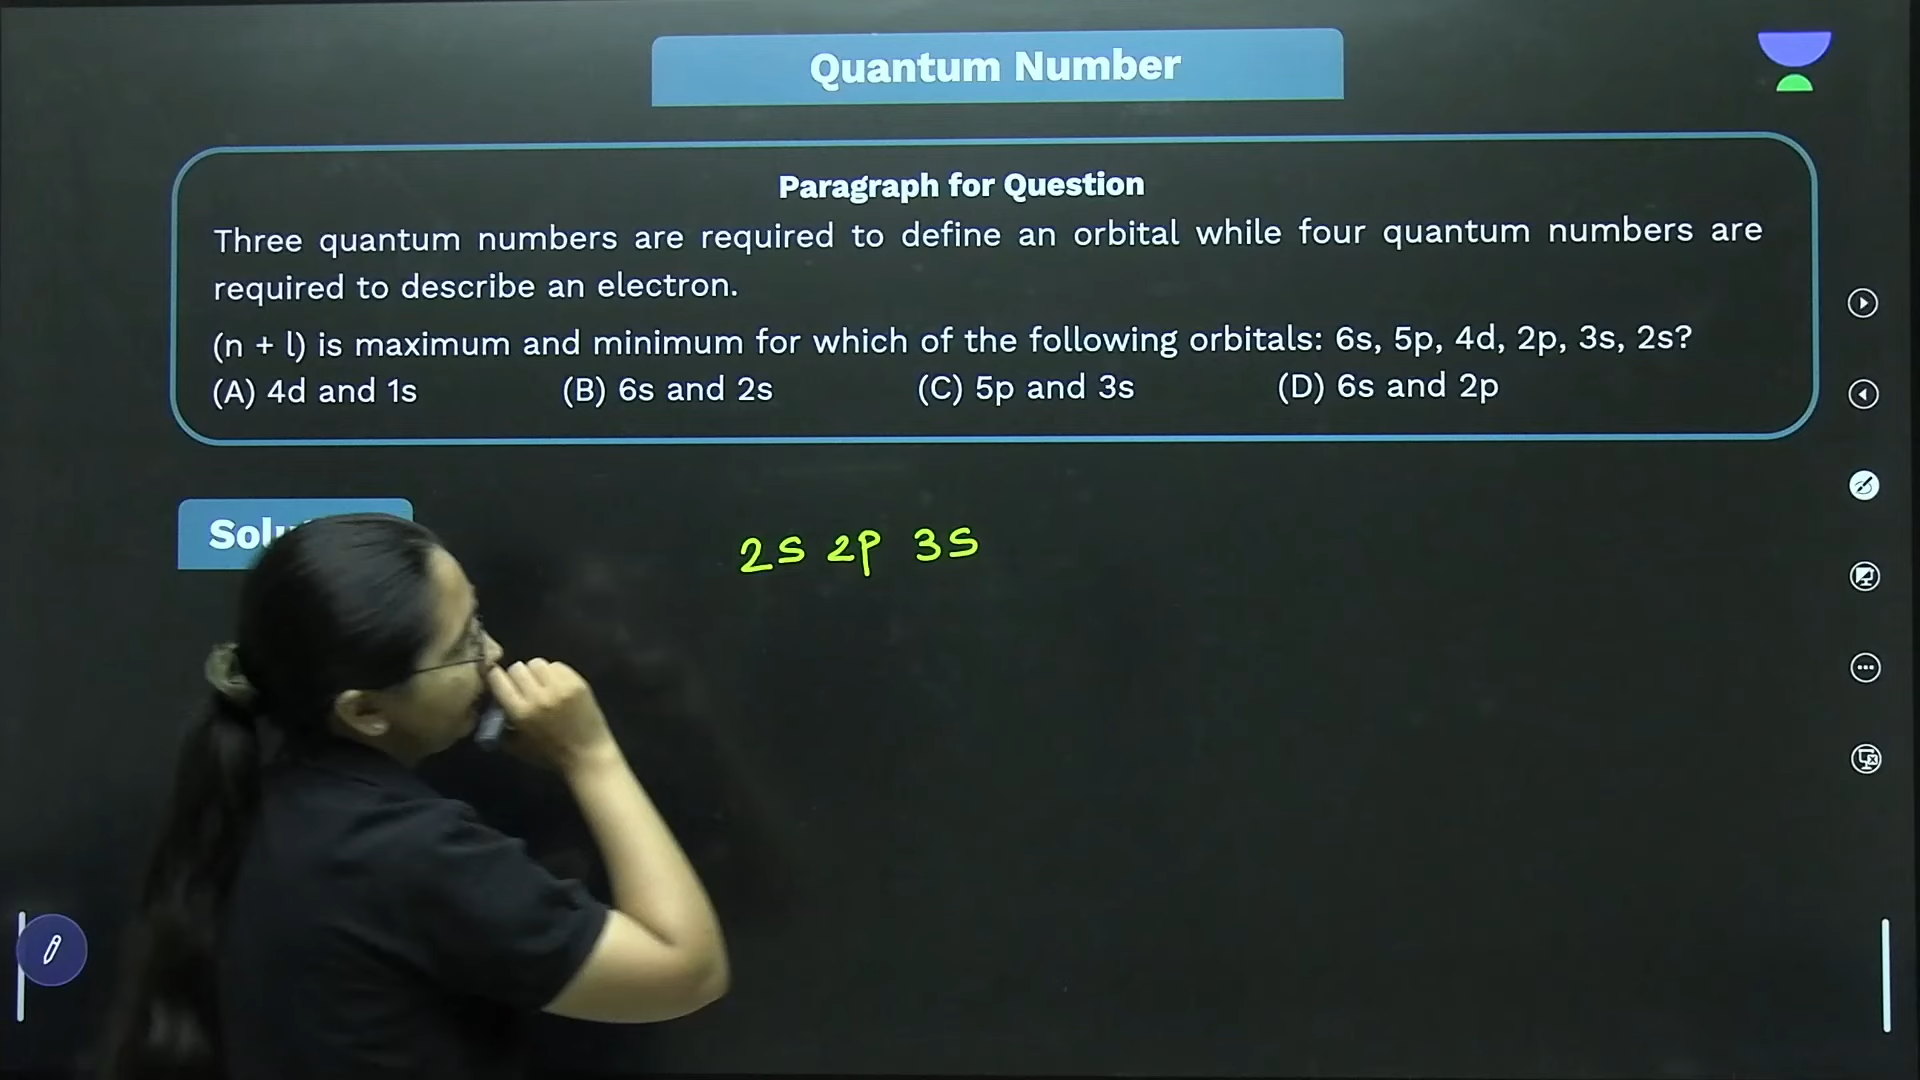 Quantum Number
Paragraph for Question
Three quantum numbers are required to define an orbital while four quantum numbers are
required to describe an electron.
(n + l) is maximum and minimum for which of the following orbitals: 6s, 5p, 4d, 2p, 3s, 2s?
(A) 4d and 1s (B) 6s and 2s (C) 5p and 3s (D) 6s and 2p
2s 2p 3s